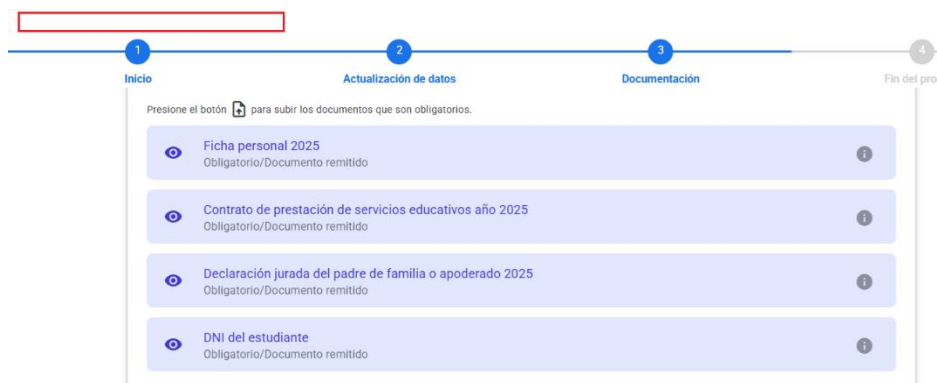 1 2 3 4
Inicio Actualización de datos Documentación Fin del pro
Presione el botón para subir los documentos que son obligatorios.
Ficha personal 2025
Obligatorio/Documento remitido
Contrato de prestación de servicios educativos año 2025
Obligatorio/Documento remitido
Declaración jurada del padre de familia o apoderado 2025
Obligatorio/Documento remitido
DNI del estudiante
Obligatorio/Documento remitido